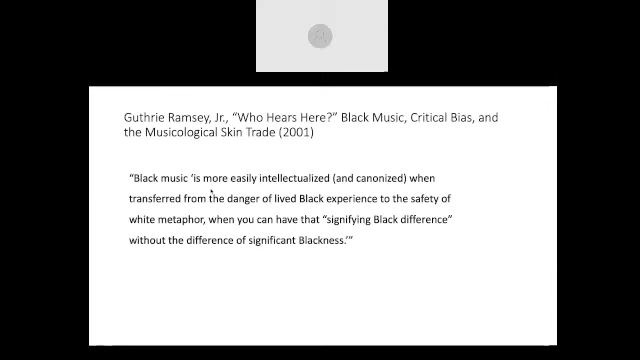 Guthrie Ramsey, Jr., “Who Hears Here?” Black Music, Critical Bias, and
the Musicological Skin Trade (2001)
“Black music ‘is more easily intellectualized (and canonized) when
transferred from the danger of lived Black experience to the safety of
white metaphor, when you can have that “signifying Black difference”
without the difference of significant Blackness.’”